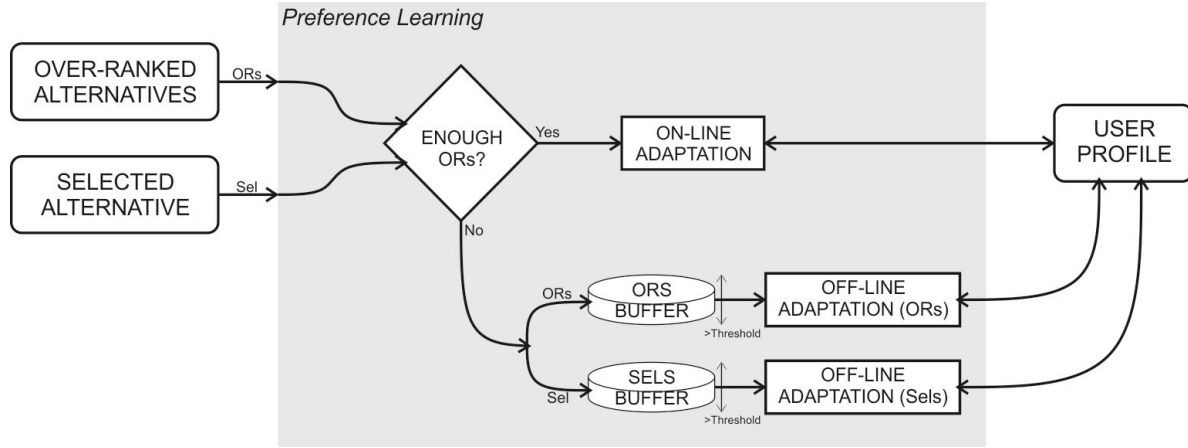 Preference Learning
OVER-RANKED
ALTERNATIVES
ORs
SELECTED
ALTERNATIVE
Sel
ENOUGH
ORs?
Yes
No
ON-LINE
ADAPTATION
USER
PROFILE
ORs
ORS
BUFFER
>Threshold
OFF-LINE
ADAPTATION (ORs)
Sel
SELS
BUFFER
>Threshold
OFF-LINE
ADAPTATION (Sels)